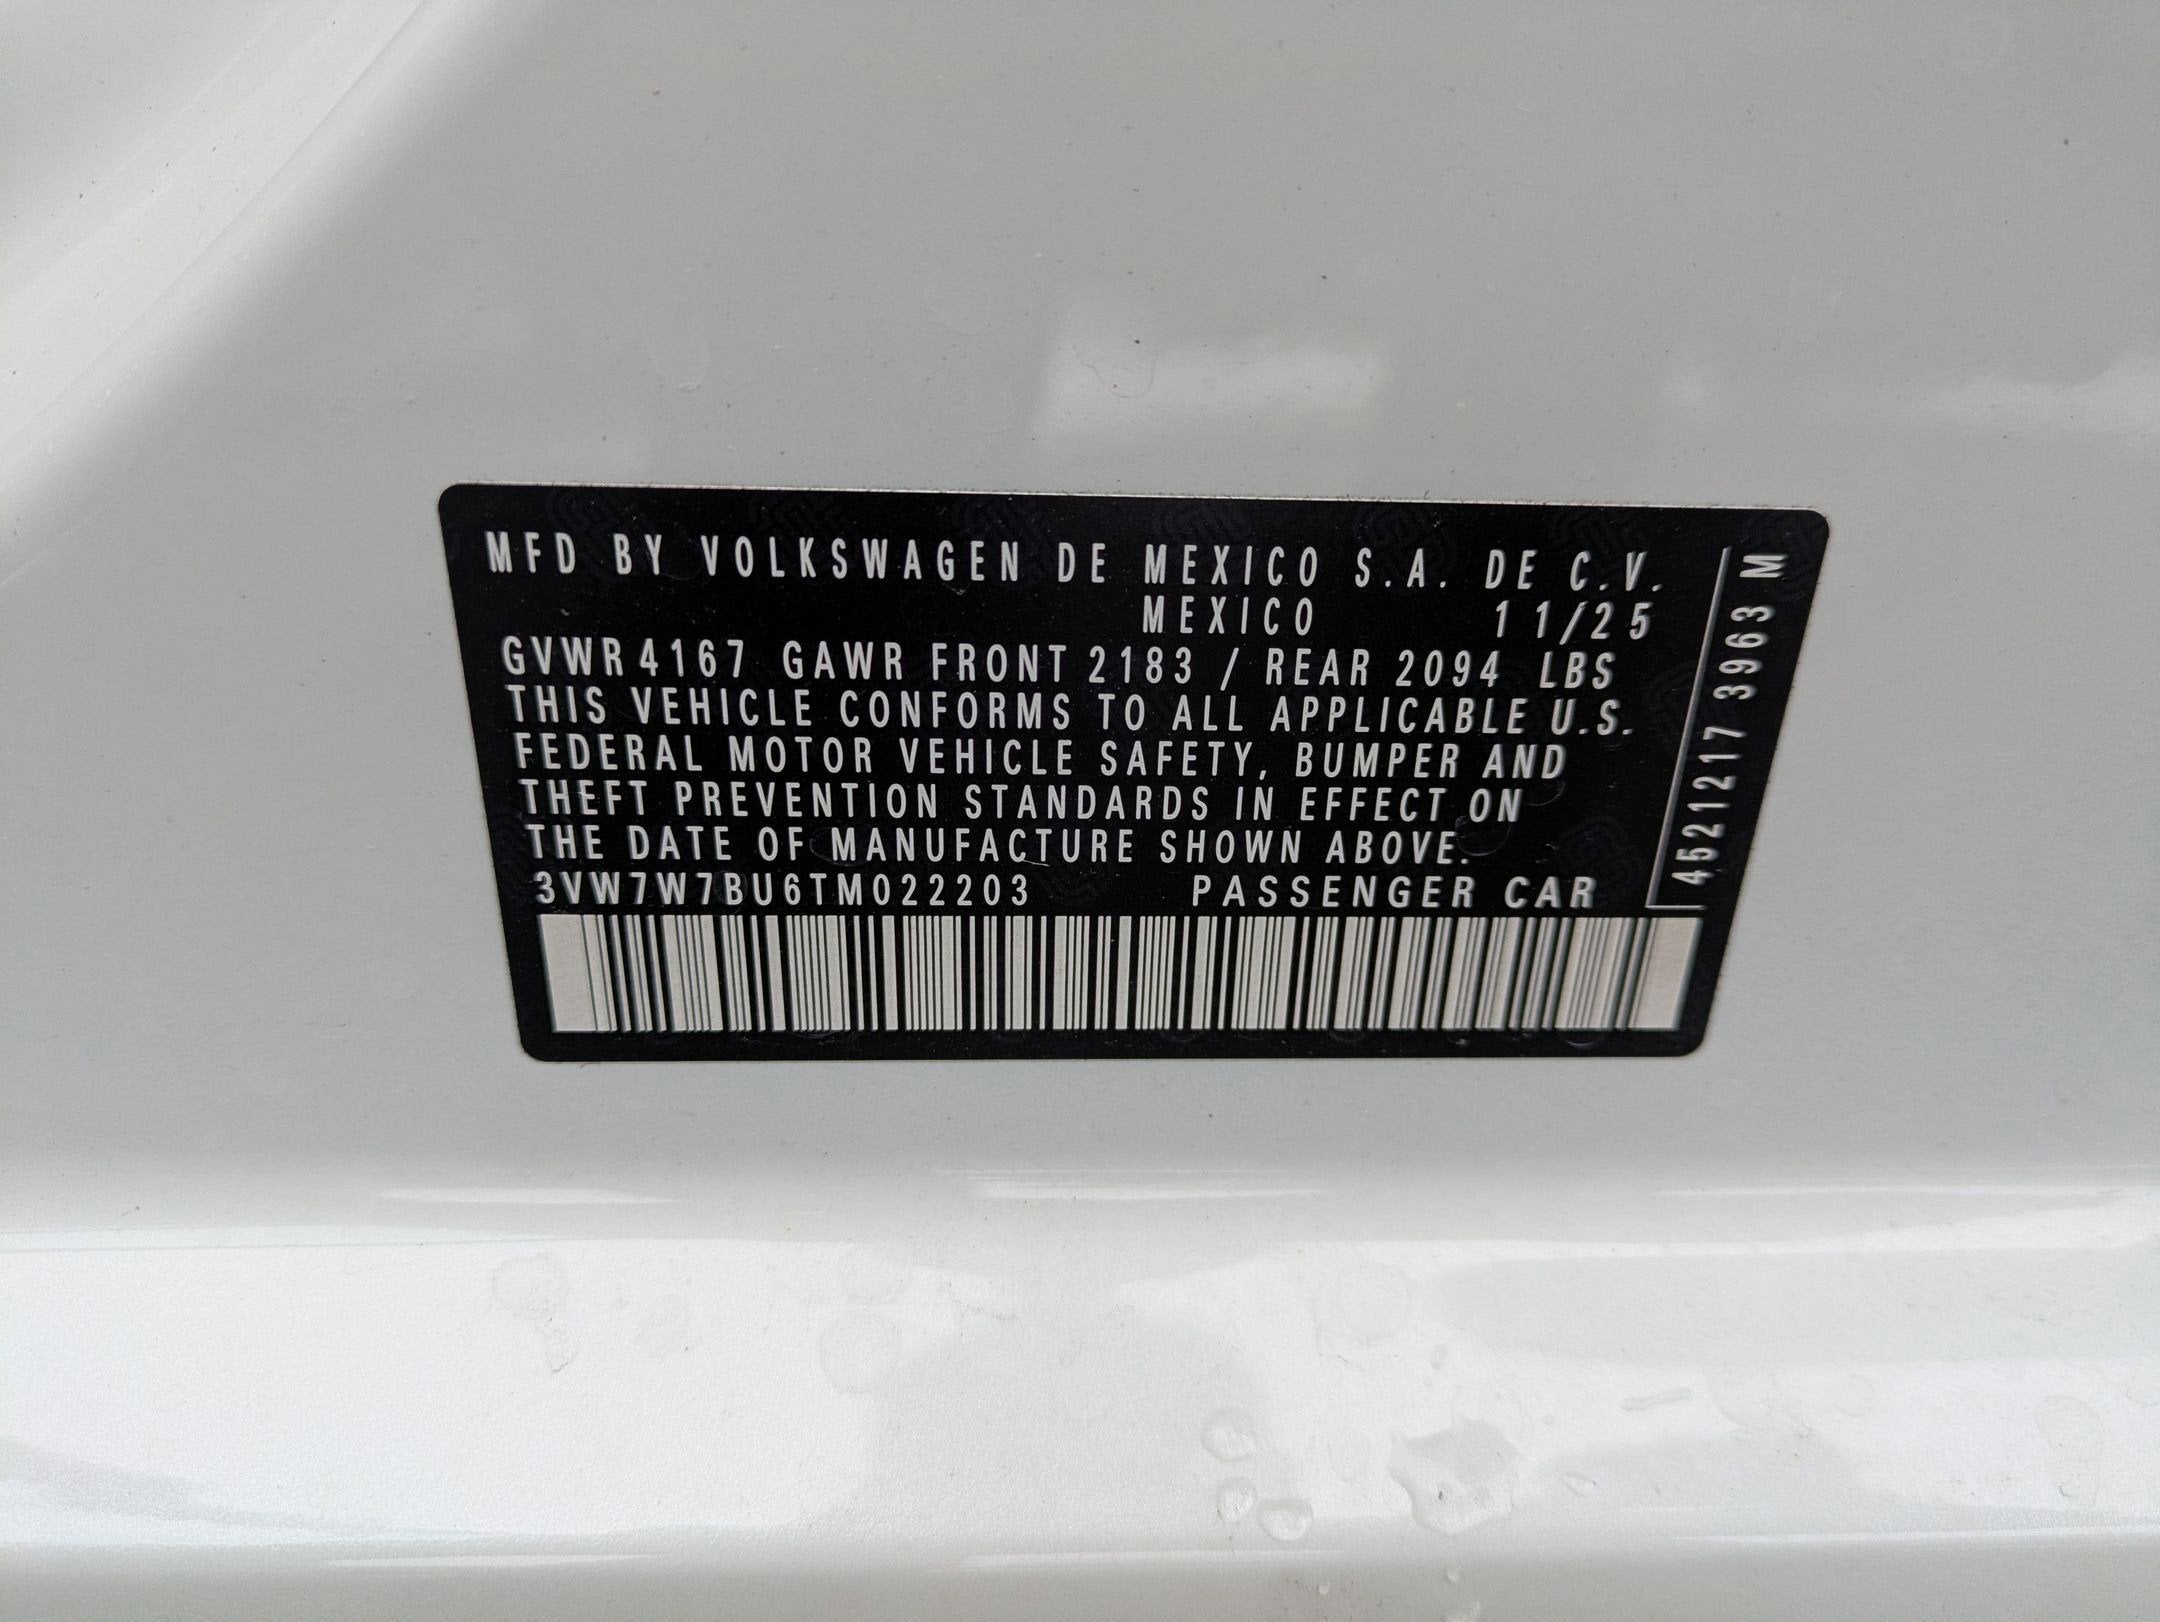 MFD BY VOLKSWAGEN DE MEXICO S.A. DE C.V.
MEXICO 11/25
GVWR 4167 GAWR FRONT 2183 / REAR 2094 LBS
THIS VEHICLE CONFORMS TO ALL APPLICABLE U.S.
FEDERAL MOTOR VEHICLE SAFETY, BUMPER AND
THEFT PREVENTION STANDARDS IN EFFECT ON
THE DATE OF MANUFACTURE SHOWN ABOVE.
3VW7W7BU6TM022203 PASSENGER CAR
4521217 3963 M